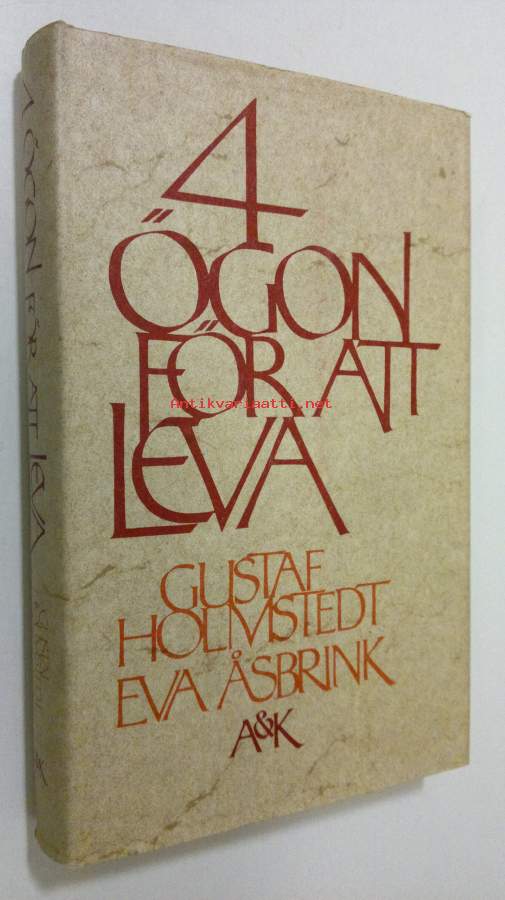 4
ÖGON
FÖR ATT
LEVA
GUSTAF
HOLMSTEDT
EVA ÅSBRINK
A&K
4 ÖGON FÖR ATT LEVA
Antikvariaatti.net